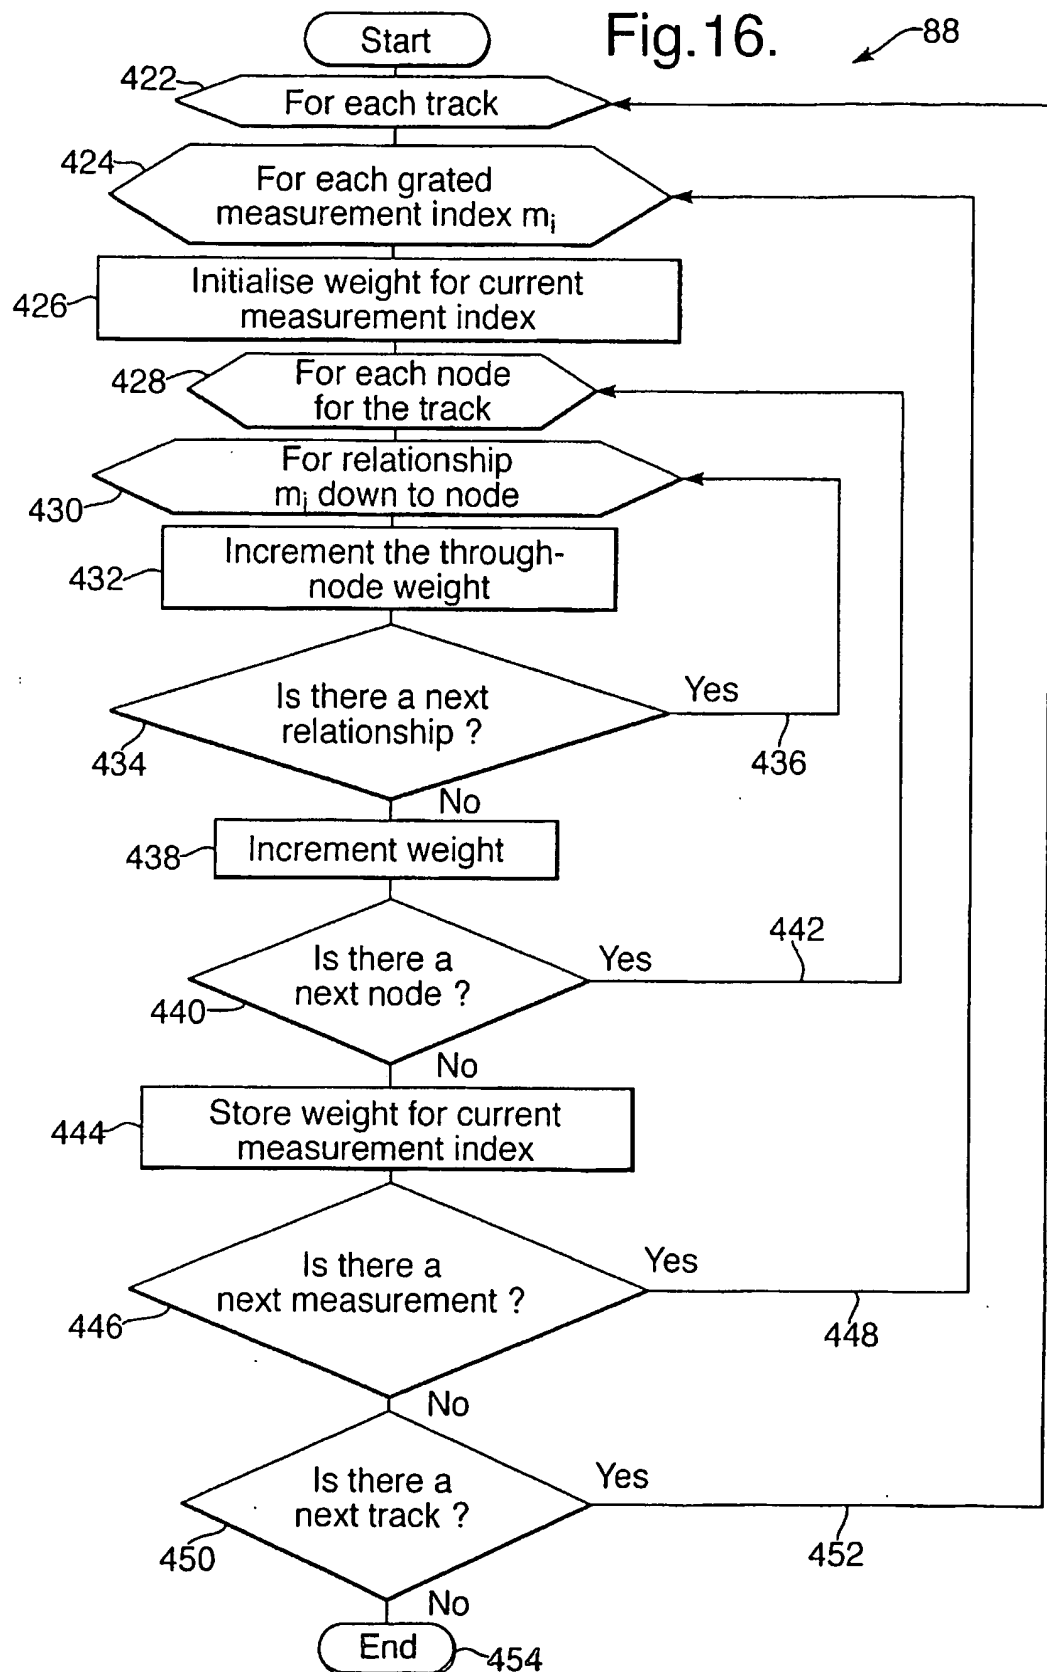 Fig.16.
88
Start
422
For each track
424
For each grated
measurement index mi
426
Initialise weight for current
measurement index
428
For each node
for the track
430
For relationship
mi down to node
432
Increment the through-
node weight
434
Is there a next
relationship ?
Yes
436
No
438
Increment weight
440
Is there a
next node ?
Yes
442
No
444
Store weight for current
measurement index
446
Is there a
next measurement ?
Yes
448
No
450
Is there a
next track ?
Yes
452
No
End
454